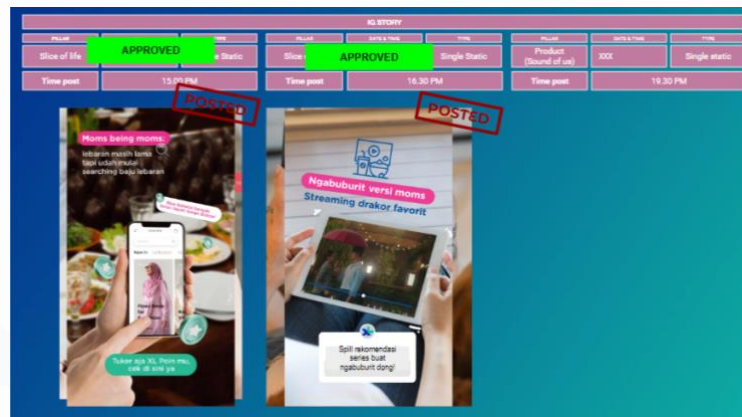 IG STORY
PILLAR
TYPE
Slice of life
APPROVED
Static
Time post
15.00 PM
PILLAR
DATE & TIME
TYPE
Slice
APPROVED
Single Static
Time post
16.30 PM
PILLAR
DATE & TIME
TYPE
Product
(Sound of us)
XXX
Single static
Time post
19.30 PM
POSTED
Moms being moms:
lebaran masih lama
tapi udah mulai
searching baju lebaran
Tukar aja XL Poin mu,
cek di sini ya
POSTED
Ngabuburit versi moms
Streaming drakor favorit
Spill rekomendasi
series buat
ngabuburit dong!